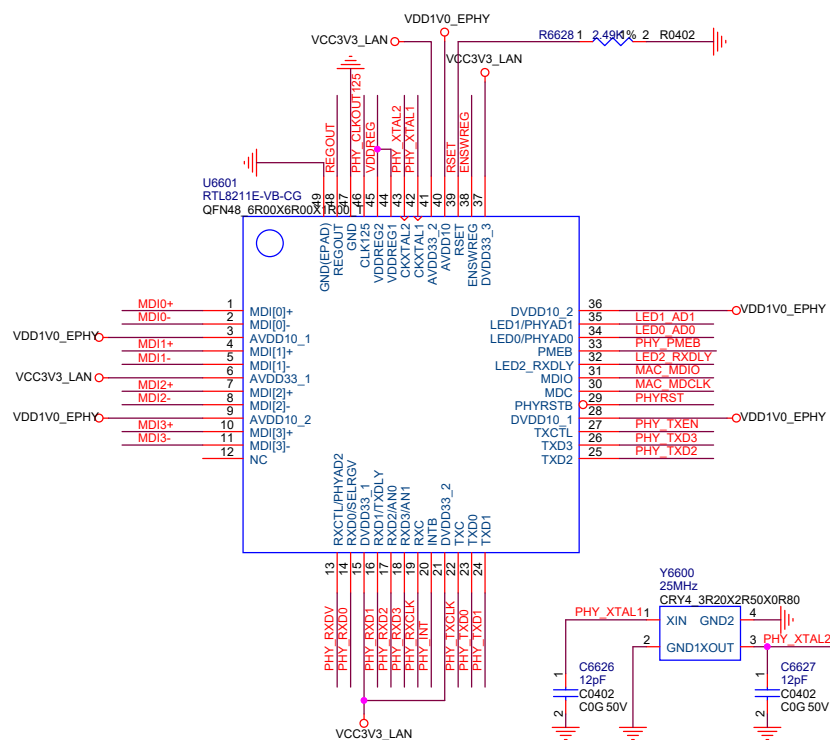 VDD1V0_EPHY
VCC3V3_LAN
R6628 1 2.49K 1% 2 R0402
VCC3V3_LAN
REGOUT
PHY_CLKOUT125
VDDREG
PHY_XTAL2
PHY_XTAL1
RSET
ENSWREG
U6601
RTL8211E-VB-CG
QFN48_6R00X6R00X1R00_T
49 48 47 46 45 44 43 42 41 40 39 38 37
GND(EPAD)
REGOUT
GND
CLK125
VDDREG2
VDDREG1
CKXTAL2
CKXTAL1
AVDD33_2
AVDD10
RSET
ENSWREG
DVDD33_3
MDI0+ 1 MDI[0]+
MDI0- 2 MDI[0]-
VDD1V0_EPHY 3 AVDD10_1
MDI1+ 4 MDI[1]+
MDI1- 5 MDI[1]-
VCC3V3_LAN 6 AVDD33_1
MDI2+ 7 MDI[2]+
MDI2- 8 MDI[2]-
VDD1V0_EPHY 9 AVDD10_2
MDI3+ 10 MDI[3]+
MDI3- 11 MDI[3]-
12 NC
DVDD10_2 36 VDD1V0_EPHY
LED1/PHYAD1 35 LED1_AD1
LED0/PHYAD0 34 LED0_AD0
PMEB 33 PHY_PMEB
LED2_RXDLY 32 LED2_RXDLY
MDIO 31 MAC_MDIO
MDC 30 MAC_MDCLK
PHYRSTB 29 PHYRST
DVDD10_1 28 VDD1V0_EPHY
TXCTL 27 PHY_TXEN
TXD3 26 PHY_TXD3
TXD2 25 PHY_TXD2
RXCTL/PHYAD2
RXD0/SELRGV
DVDD33_1
RXD1/TXDLY
RXD2/AN0
RXD3/AN1
RXC
INTB
DVDD33_2
TXC
TXD0
TXD1
13 14 15 16 17 18 19 20 21 22 23 24
PHY_RXDV
PHY_RXD0
PHY_RXD1
PHY_RXD2
PHY_RXD3
PHY_RXCLK
PHY_INT
PHY_TXCLK
PHY_TXD0
PHY_TXD1
VCC3V3_LAN
Y6600
25MHz
CRY4_3R20X2R50X0R80
PHY_XTAL1 1 XIN GND2 4
2 GND1 XOUT 3 PHY_XTAL2
1 C6626
12pF
C0402
2 C0G 50V
1 C6627
12pF
C0402
2 C0G 50V